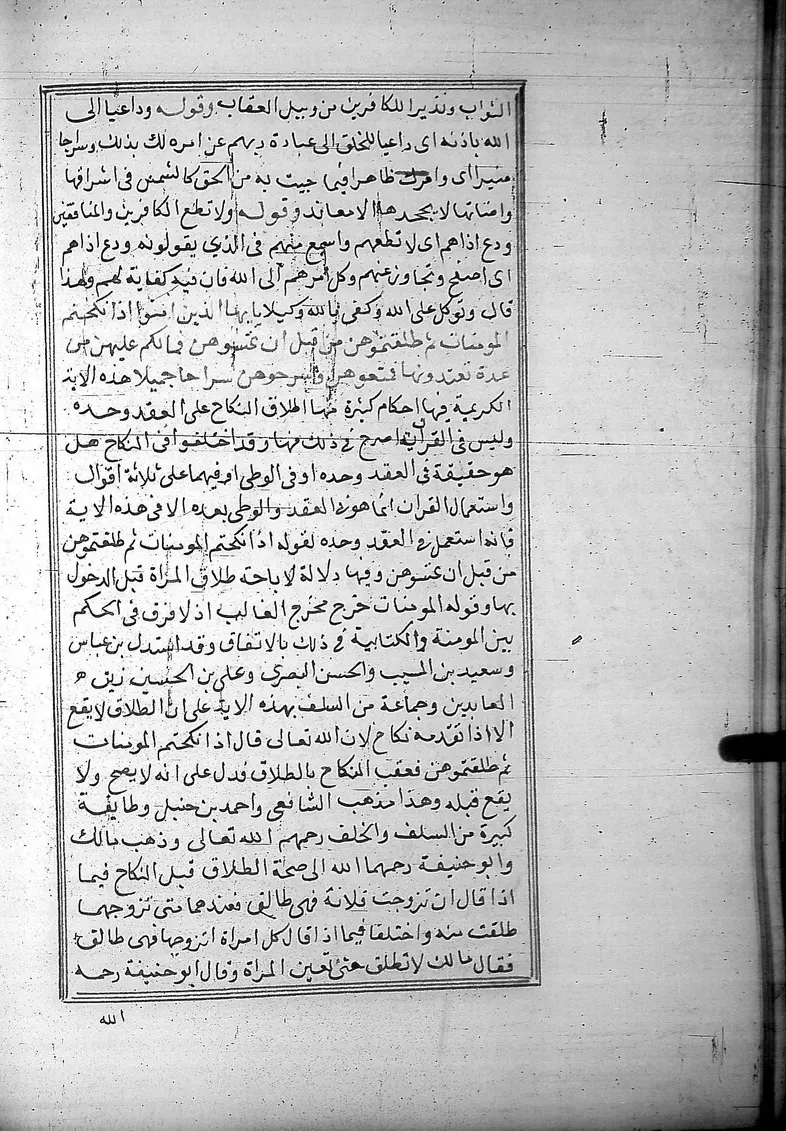 الثواب ونذيرا للكافرين من وبيل العقاب وقوله وداعيا الى
الله باذنه اى داعيا للخلق الى عبادة ربهم عن امره لك بذلك وسراجا
منيرا اى وامرك ظاهر فيما جيت به من الحق كالشمس فى اشراقها
واضاتها لا يجحدها الا معاند وقوله ولا تطع الكافرين والمنافقين
ودع اذاهم اى لا تطعهم واسمع منهم فى الذي يقولونه ودع اذاهم
اى اصفح وتجاوز عنهم وكل امرهم الى الله فان فيه كفاية لهم ولهذا
قال وتوكل على الله وكفى بالله وكيلا يايها الذين امنوا اذا نكحتم
المومنات ثم طلقتموهن من قبل ان تمسوهن فمالكم عليهن من
عدة تعتدونها فمتعوهن وسرحوهن سراحا جميلا هذه الاية
الكريمة فيها احكام كثيرة منها اطلاق النكاح على العقد وحده
وليس فى القران اصرح في ذلك منها وقد اختلفوا فى النكاح هل
هو حقيقة فى العقد وحده او فى الوطى او فيهما على ثلاثة اقوال
واستعمال القران انما هو في العقد والوطى بعده الا فى هذه الاية
فانه استعمل في العقد وحده لقوله اذا نكحتم المومنات ثم طلقتموهن
من قبل ان تمسوهن وفيها دلالة لاباحة طلاق المراة قبل الدخول
بها وقوله المومنات خرج مخرج الغالب اذ لا فرق فى الحكم
بين المومنة والكتابية في ذلك بالاتفاق وقد استدل بن عباس
وسعيد بن المسيب والحسن البصرى وعلى بن الحسين زين
العابدين وجماعة من السلف بهذه الاية على ان الطلاق لا يقع
الا اذا تقدمه نكاح لان الله تعالى قال اذا نكحتم المومنات
ثم طلقتموهن فعقب النكاح بالطلاق فدل على انه لا يصح ولا
يقع قبله وهذا مذهب الشافعى واحمد بن حنبل وطايفة
كبيرة من السلف والخلف رحمهم الله تعالى وذهب مالك
وابو حنيفة رحمهما الله الى صحة الطلاق قبل النكاح فيما
اذا قال ان تزوجت فلانة فهى طالق فعندهما متى تزوجها
طلقت منه واختلفا فيما اذا قال كل امراة اتزوجها فهى طالق
فقال مالك لا تطلق حتى تعين المراة وقال ابو حنيفة رحمه
الله